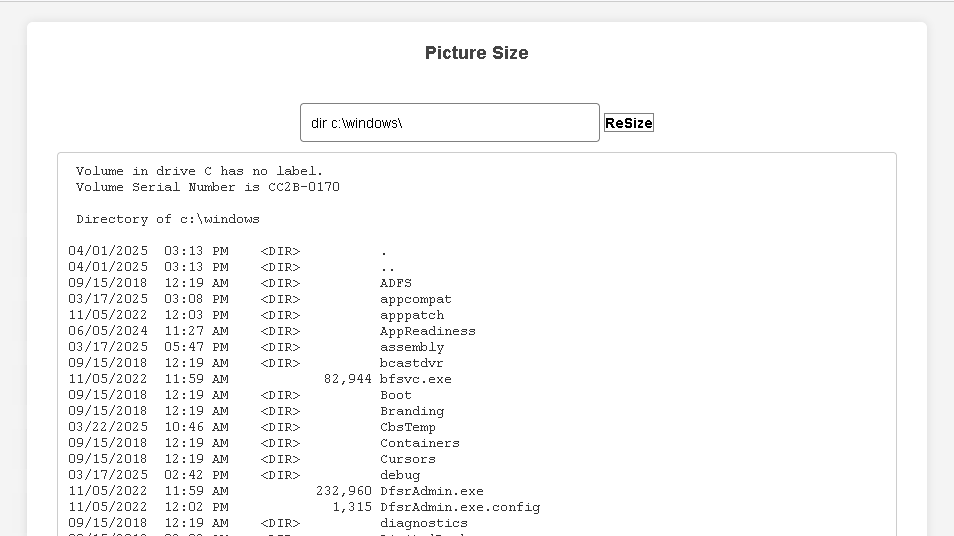 Picture Size
dir c:\windows\ ReSize
Volume in drive C has no label.
Volume Serial Number is CC2B-0170
Directory of c:\windows
04/01/2025 03:13 PM <DIR> .
04/01/2025 03:13 PM <DIR> ..
09/15/2018 12:19 AM <DIR> ADFS
03/17/2025 03:08 PM <DIR> appcompat
11/05/2022 12:03 PM <DIR> apppatch
06/05/2024 11:27 AM <DIR> AppReadiness
03/17/2025 05:47 PM <DIR> assembly
09/15/2018 12:19 AM <DIR> bcastdvr
11/05/2022 11:59 AM 82,944 bfsvc.exe
09/15/2018 12:19 AM <DIR> Boot
09/15/2018 12:19 AM <DIR> Branding
03/22/2025 10:46 AM <DIR> CbsTemp
09/15/2018 12:19 AM <DIR> Containers
09/15/2018 12:19 AM <DIR> Cursors
03/17/2025 02:42 PM <DIR> debug
11/05/2022 11:59 AM 232,960 DfsrAdmin.exe
11/05/2022 12:02 PM 1,315 DfsrAdmin.exe.config
09/15/2018 12:19 AM <DIR> diagnostics